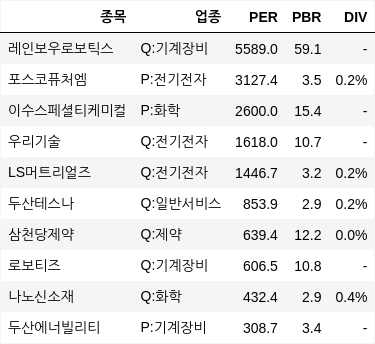 종목 업종 PER PBR DIV
레인보우로보틱스 Q:기계장비 5589.0 59.1 -
포스코퓨처엠 P:전기전자 3127.4 3.5 0.2%
이수스페셜티케미컬 P:화학 2600.0 15.4 -
우리기술 Q:전기전자 1618.0 10.7 -
LS머트리얼즈 Q:전기전자 1446.7 3.2 0.2%
두산테스나 Q:일반서비스 853.9 2.9 0.2%
삼천당제약 Q:제약 639.4 12.2 0.0%
로보티즈 Q:기계장비 606.5 10.8 -
나노신소재 Q:화학 432.4 2.9 0.4%
두산에너빌리티 P:기계장비 308.7 3.4 -